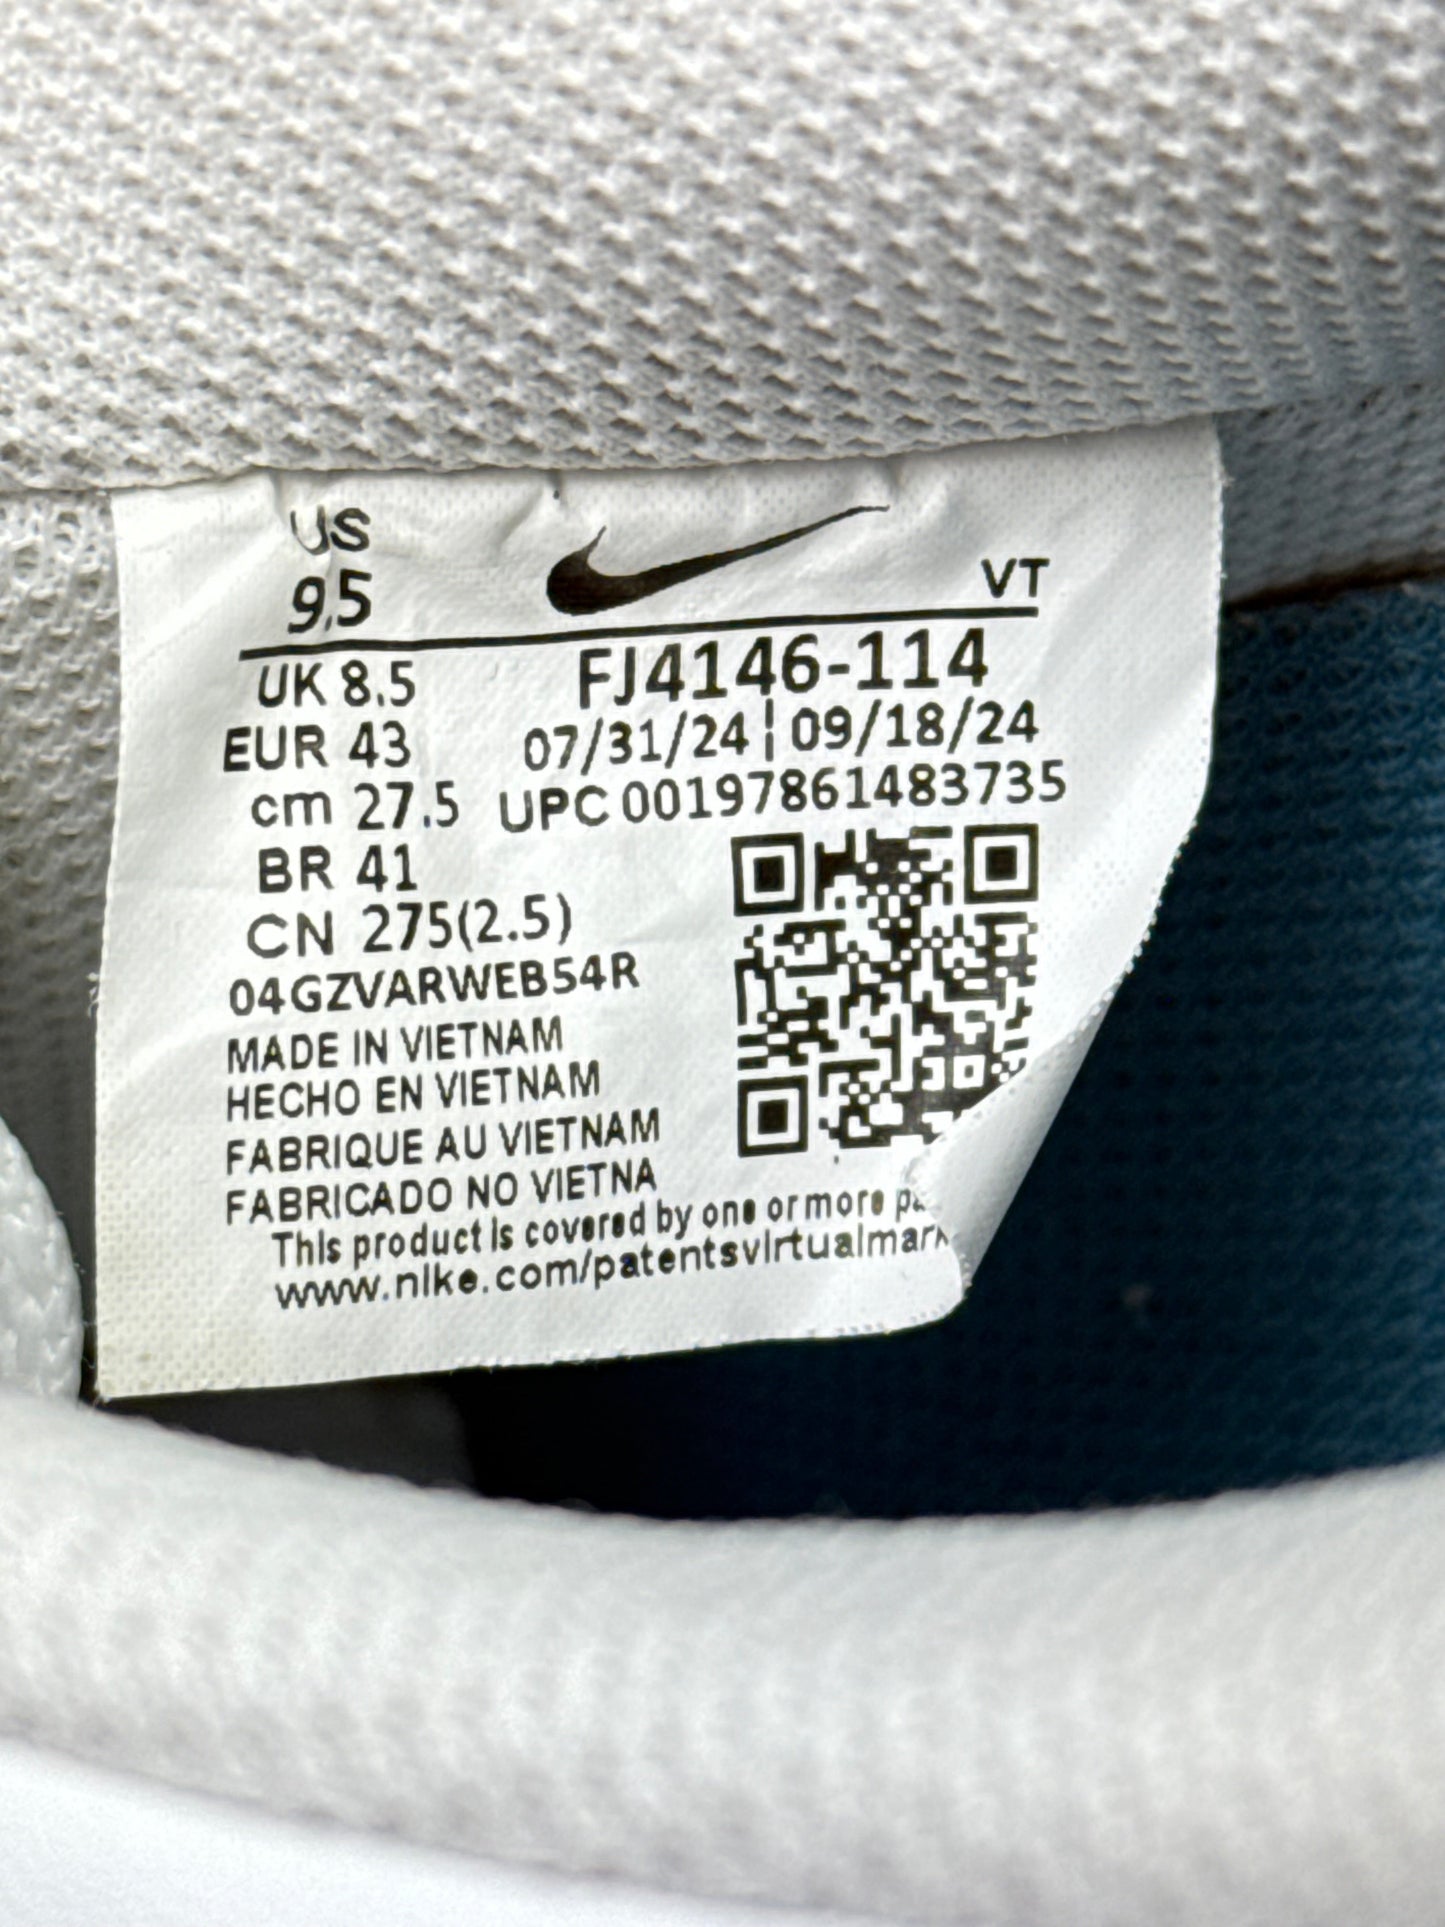 US
9.5
VT
UK 8.5
FJ4146-114
EUR 43
07/31/24 | 09/18/24
cm 27.5
UPC 00197861483735
BR 41
CN 275(2.5)
04GZVARWEB54R
MADE IN VIETNAM
HECHO EN VIETNAM
FABRIQUE AU VIETNAM
FABRICADO NO VIETNA
This product is covered by one or more
www.nike.com/patentsvirtualmark